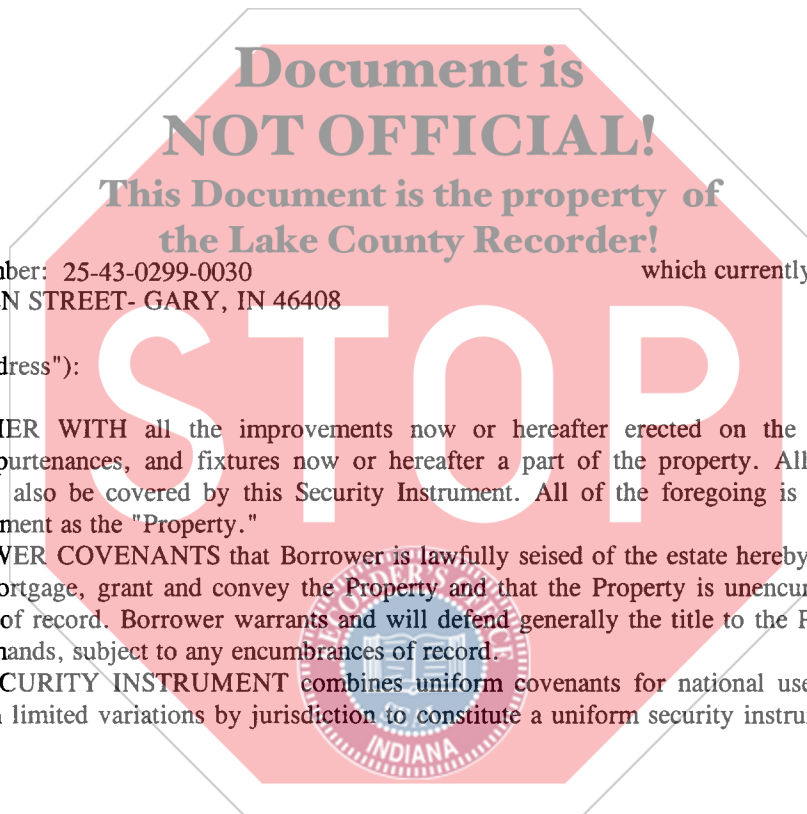 Document is
NOT OFFICIAL!
This Document is the property of
the Lake County Recorder!
nber: 25-43-0299-0030 which currently
N STREET- GARY, IN 46408
dress"):
STOP
IER WITH all the improvements now or hereafter erected on the
purtenances, and fixtures now or hereafter a part of the property. All
also be covered by this Security Instrument. All of the foregoing is
ment as the "Property."
VER COVENANTS that Borrower is lawfully seised of the estate hereby
ortgage, grant and convey the Property and that the Property is unencum
of record. Borrower warrants and will defend generally the title to the P
nands, subject to any encumbrances of record.
CURITY INSTRUMENT combines uniform covenants for national use
limited variations by jurisdiction to constitute a uniform security instru
RECORDER'S OFFICE
INDIANA